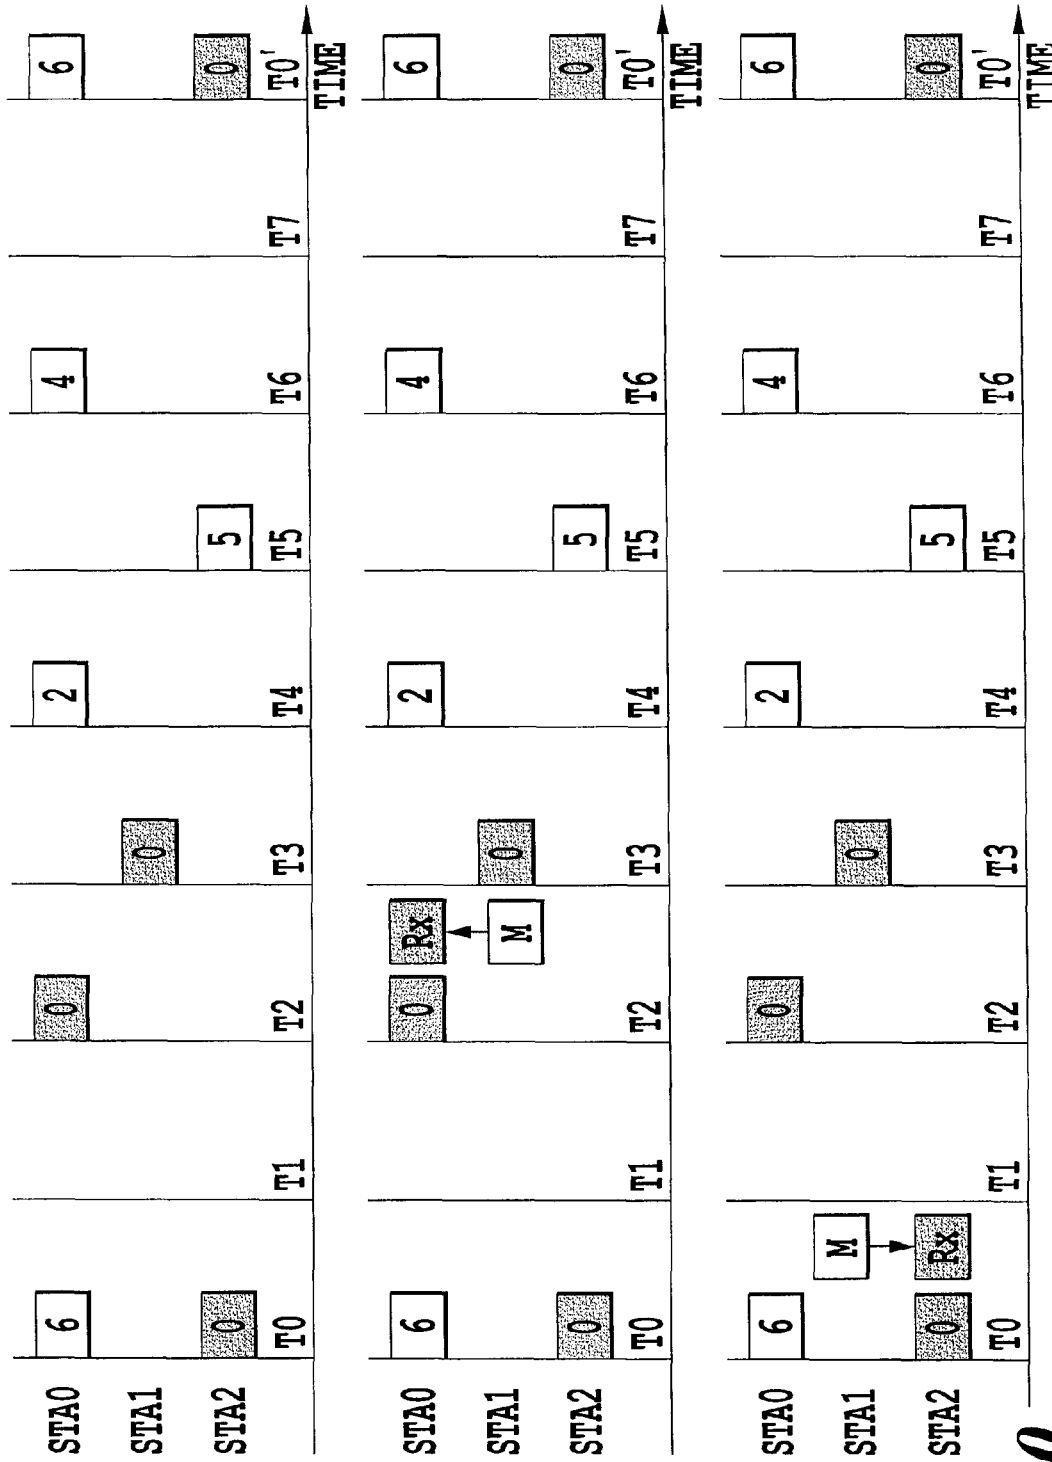 STA0 6 0 2 4 6
STA1 0
STA2 0 5 0
T0 T1 T2 T3 T4 T5 T6 T7 T0'
TIME
STA0 6 0 Rx 2 4 6
STA1 M 0
STA2 0 5 0
T0 T1 T2 T3 T4 T5 T6 T7 T0'
TIME
STA0 6 0 2 4 6
STA1 M 0
STA2 0 Rx 5 0
T0 T1 T2 T3 T4 T5 T6 T7 T0'
TIME